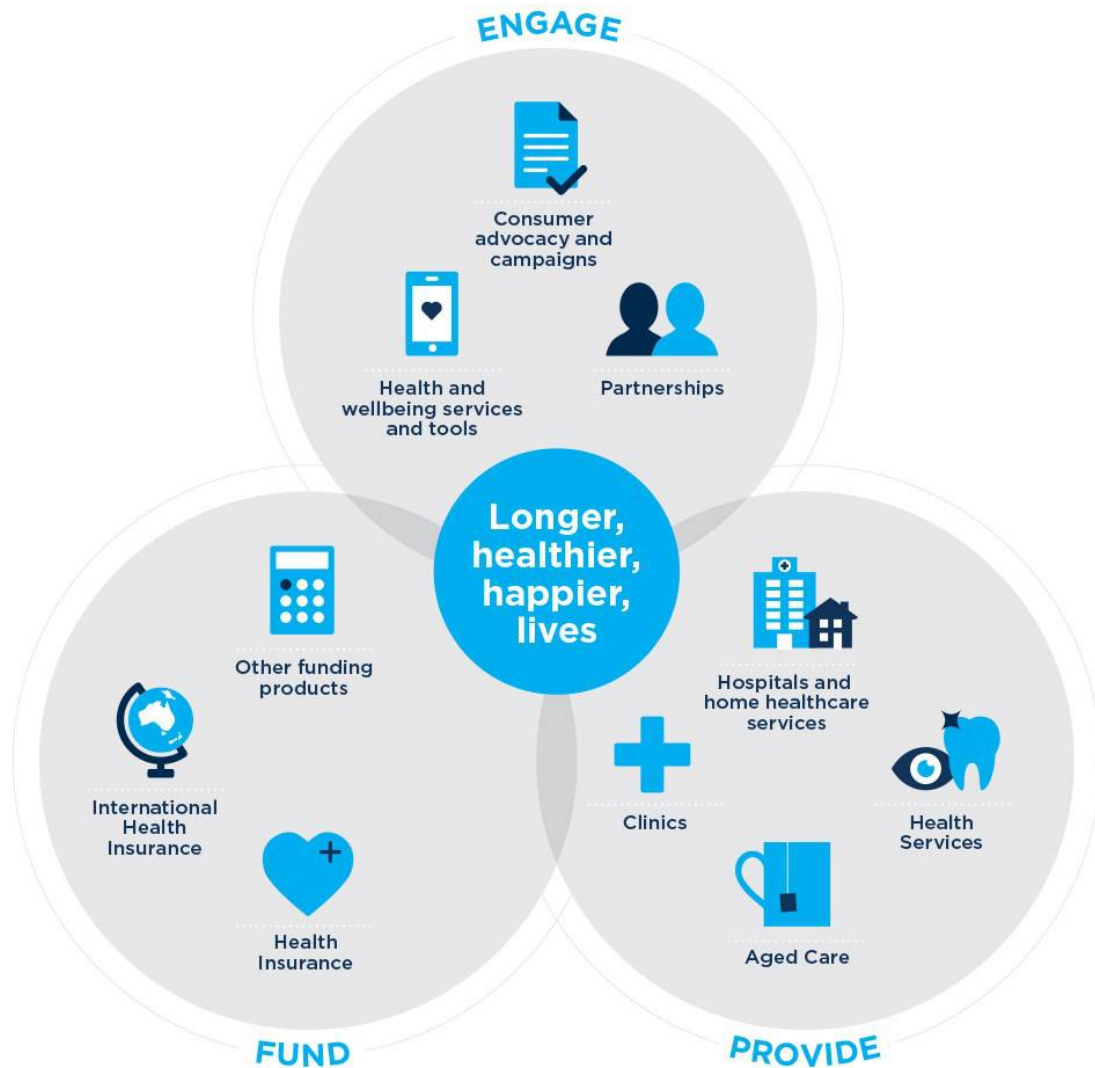 ENGAGE
Consumer
advocacy and
campaigns
Health and
wellbeing services
and tools
Partnerships
Longer,
healthier,
happier,
lives
Other funding
products
International
Health
Insurance
Health
Insurance
Hospitals and
home healthcare
services
Clinics
Health
Services
Aged Care
FUND
PROVIDE